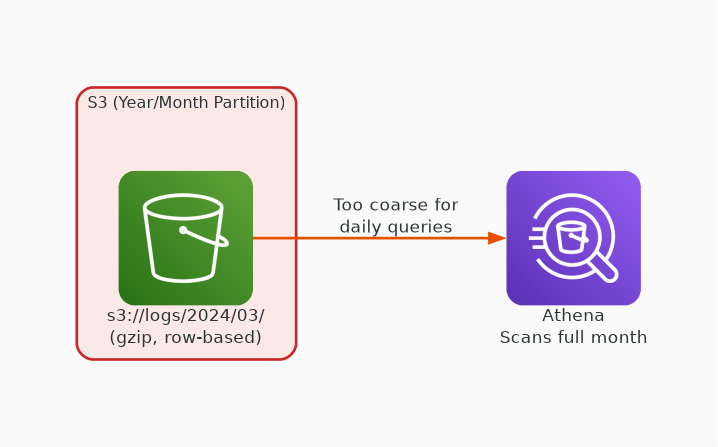 S3 (Year/Month Partition)
s3://logs/2024/03/
(gzip, row-based)
Too coarse for
daily queries
Athena
Scans full month